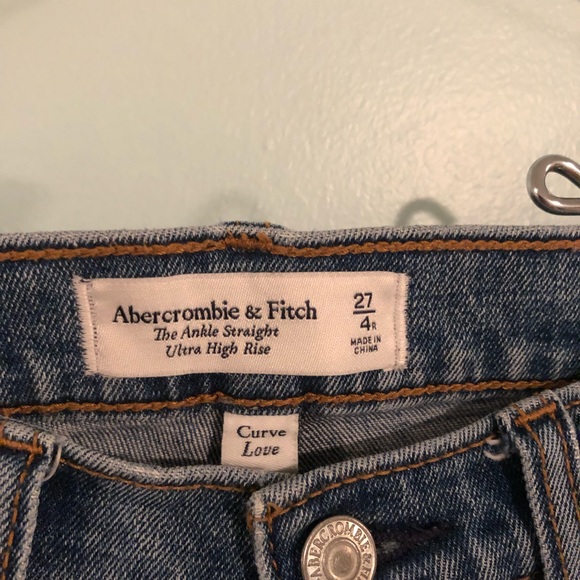 Abercrombie & Fitch
The Ankle Straight
Ultra High Rise
27
4R
MADE IN
CHINA
Curve
Love
ABERCROMBIE &